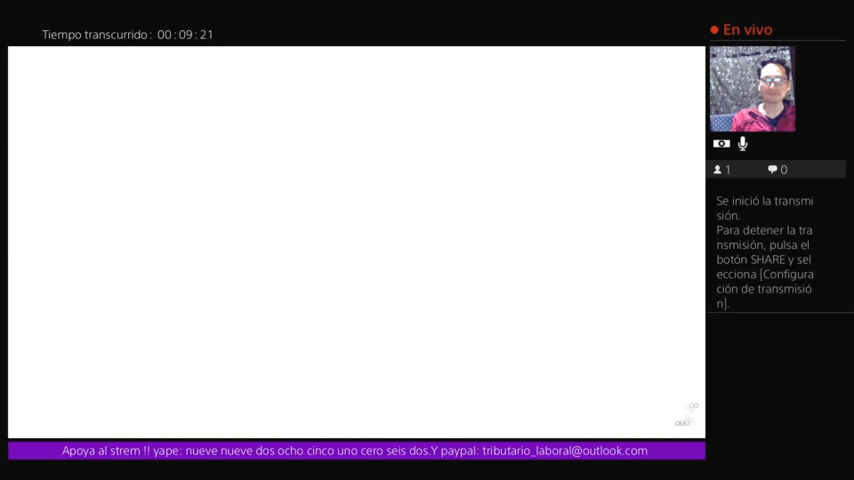 Tiempo transcurrido: 00:09:21
En vivo
1 0
Se inició la transmi
sión.
Para detener la tra
nsmisión, pulsa el
botón SHARE y sel
ecciona [Configura
ción de transmisió
n].
Apoya al strem !! yape: nueve nueve dos ocho cinco uno cero seis dos.Y paypal: tributario_laboral@outlook.com